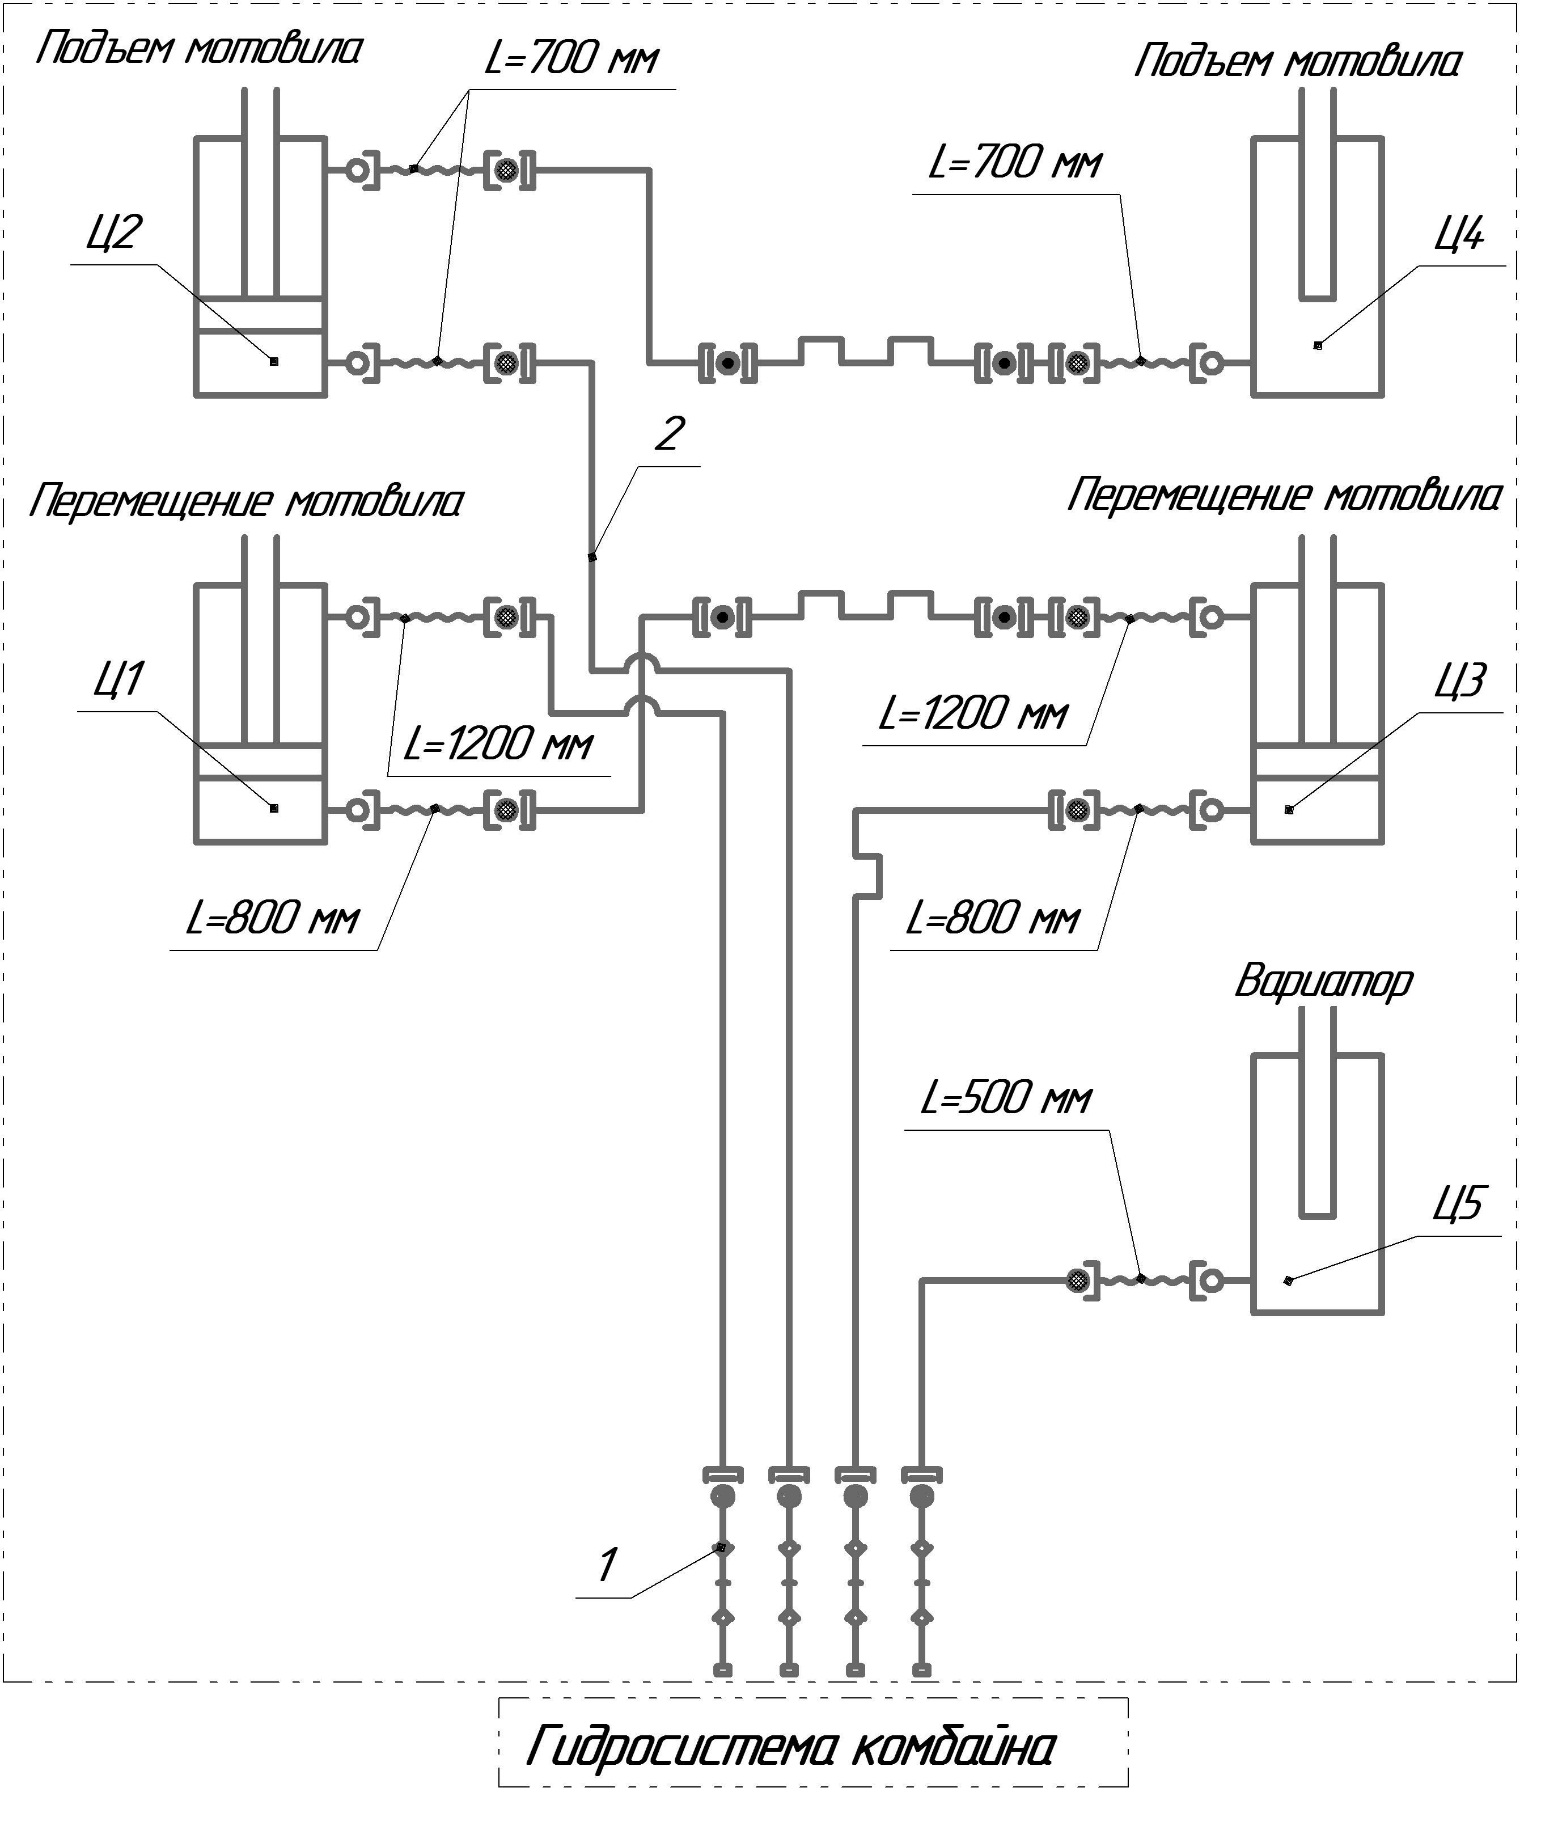 Подъем мотовила
L=700 мм
Подъем мотовила
L=700 мм
Ц2
Ц4
2
Перемещение мотовила
Перемещение мотовила
Ц1
L=1200 мм
L=1200 мм
Ц3
L=800 мм
L=800 мм
Вариатор
L=500 мм
Ц5
1
Гидросистема комбайна